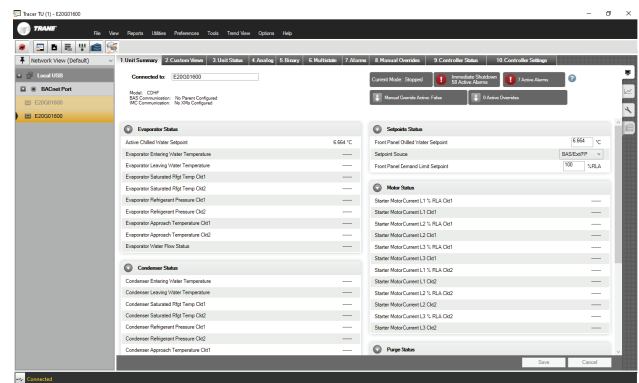 Tracer TU (1) - E20G01600
TRANE
File View Reports Utilities Preferences Tools Trend View Options Help
Network View (Default)
1.Unit Summary 2.Custom Views 3.Unit Status 4.Analog 5.Binary 6.Multistate 7.Alarms 8.Manual Overrides 9.Controller Status 10.Controller Settings
Local USB
BACnet Port
E20G01600
E20G01600
Connected to: E20G01600
Model: CDHF
BAS Communication: No Parent Configured
IMC Communication: No XMs Configured
Current Mode: Stopped
Immediate Shutdown
58 Active Alarms
7 Active Alarms
Manual Override Active: False
0 Active Overrides
Evaporator Status
Active Chilled Water Setpoint 6.664 °C
Evaporator Entering Water Temperature -----
Evaporator Leaving Water Temperature -----
Evaporator Saturated Rfgt Temp Ckt1 -----
Evaporator Saturated Rfgt Temp Ckt2 -----
Evaporator Refrigerant Pressure Ckt1 -----
Evaporator Refrigerant Pressure Ckt2 -----
Evaporator Approach Temperature Ckt1 -----
Evaporator Approach Temperature Ckt2 -----
Evaporator Water Flow Status -----
Condenser Status
Condenser Entering Water Temperature -----
Condenser Leaving Water Temperature -----
Condenser Saturated Rfgt Temp Ckt1 -----
Condenser Saturated Rfgt Temp Ckt2 -----
Condenser Refrigerant Pressure Ckt1 -----
Condenser Refrigerant Pressure Ckt2 -----
Condenser Approach Temperature Ckt1 -----
Setpoints Status
Front Panel Chilled Water Setpoint 6.664 °C
Setpoint Source BAS/Ext/FP
Front Panel Demand Limit Setpoint 100 %RLA
Motor Status
Starter MotorCurrent L1 % RLA Ckt1 -----
Starter MotorCurrent L1 Ckt1 -----
Starter MotorCurrent L2 % RLA Ckt1 -----
Starter MotorCurrent L2 Ckt1 -----
Starter MotorCurrent L3 % RLA Ckt1 -----
Starter MotorCurrent L3 Ckt1 -----
Starter MotorCurrent L1 % RLA Ckt2 -----
Starter MotorCurrent L1 Ckt2 -----
Starter MotorCurrent L2 % RLA Ckt2 -----
Starter MotorCurrent L2 Ckt2 -----
Starter MotorCurrent L3 % RLA Ckt2 -----
Starter MotorCurrent L3 Ckt2 -----
Purge Status
Save Cancel
Connected